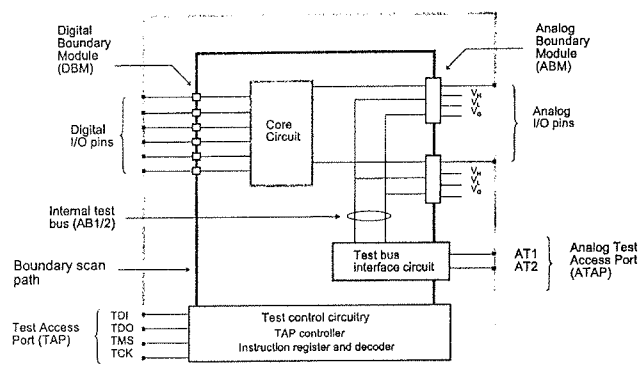 Digital
Boundary
Module
(DBM)
Analog
Boundary
Module
(ABM)
Digital
I/O pins
Core
Circuit
VH
VL
VG
Analog
I/O pins
VH
VL
VG
Internal test
bus (AB1/2)
Boundary scan
path
Test bus
interface circuit
AT1
AT2
Analog Test
Access Port
(ATAP)
Test Access
Port (TAP)
TDI
TDO
TMS
TCK
Test control circuitry
TAP controller
Instruction register and decoder